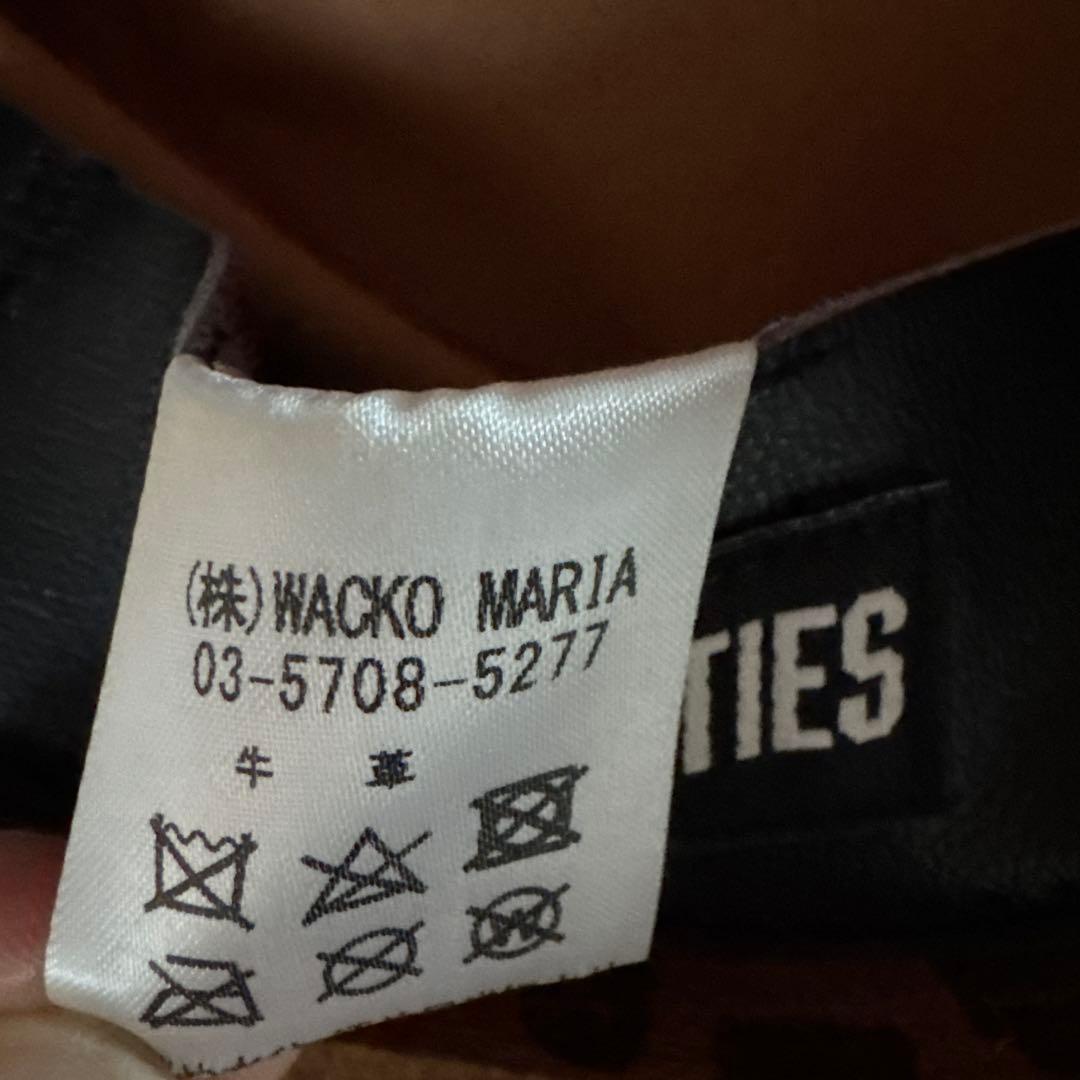 (株)WACKO MARIA
03-5708-5277
牛 革
TIES